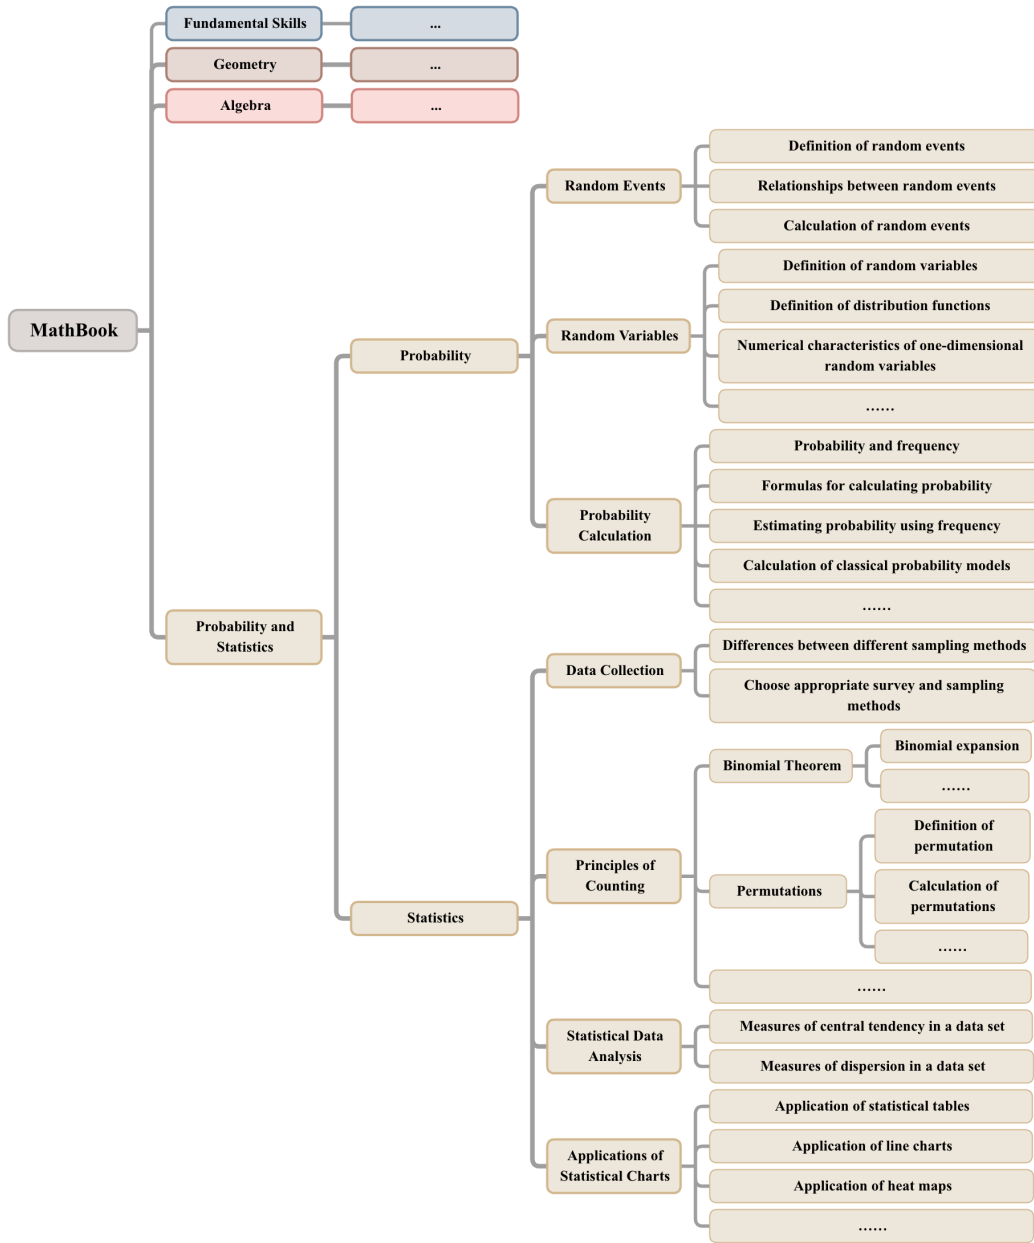 Fundamental Skills
...
Geometry
...
Algebra
...
MathBook
Probability and
Statistics
Probability
Random Events
Definition of random events
Relationships between random events
Calculation of random events
Random Variables
Definition of random variables
Definition of distribution functions
Numerical characteristics of one-dimensional
random variables
......
Probability
Calculation
Probability and frequency
Formulas for calculating probability
Estimating probability using frequency
Calculation of classical probability models
......
Statistics
Data Collection
Differences between different sampling methods
Choose appropriate survey and sampling
methods
Principles of
Counting
Binomial Theorem
Binomial expansion
......
Permutations
Definition of
permutation
Calculation of
permutations
......
......
Statistical Data
Analysis
Measures of central tendency in a data set
Measures of dispersion in a data set
Applications of
Statistical Charts
Application of statistical tables
Application of line charts
Application of heat maps
......